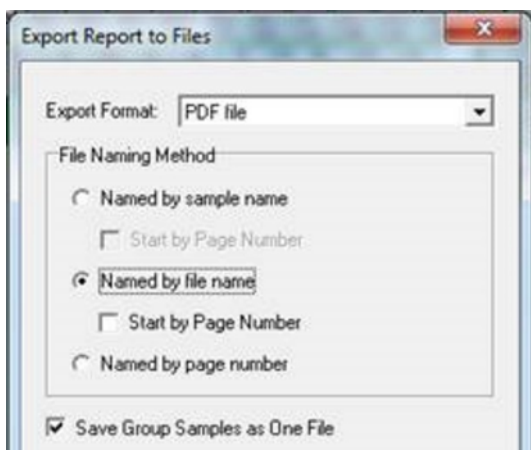 Export Report to Files
Export Format: PDF file
File Naming Method
Named by sample name
Start by Page Number
Named by file name
Start by Page Number
Named by page number
Save Group Samples as One File